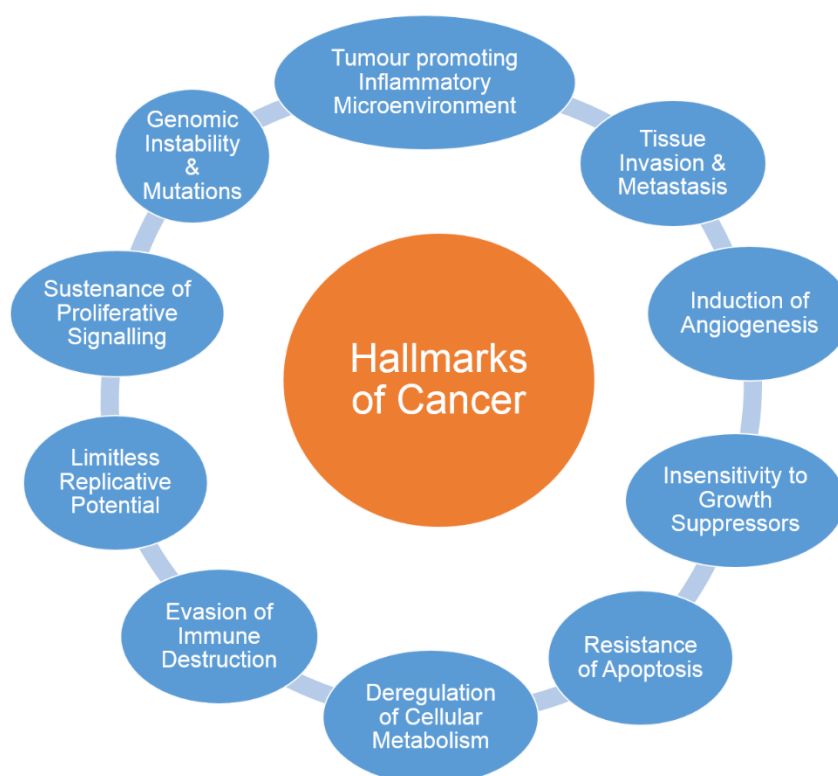 Tumour promoting
Inflammatory
Microenvironment
Tissue
Invasion &
Metastasis
Induction of
Angiogenesis
Insensitivity to
Growth
Suppressors
Resistance
of Apoptosis
Deregulation
of Cellular
Metabolism
Evasion of
Immune
Destruction
Limitless
Replicative
Potential
Sustenance of
Proliferative
Signalling
Genomic
Instability
&
Mutations
Hallmarks
of Cancer